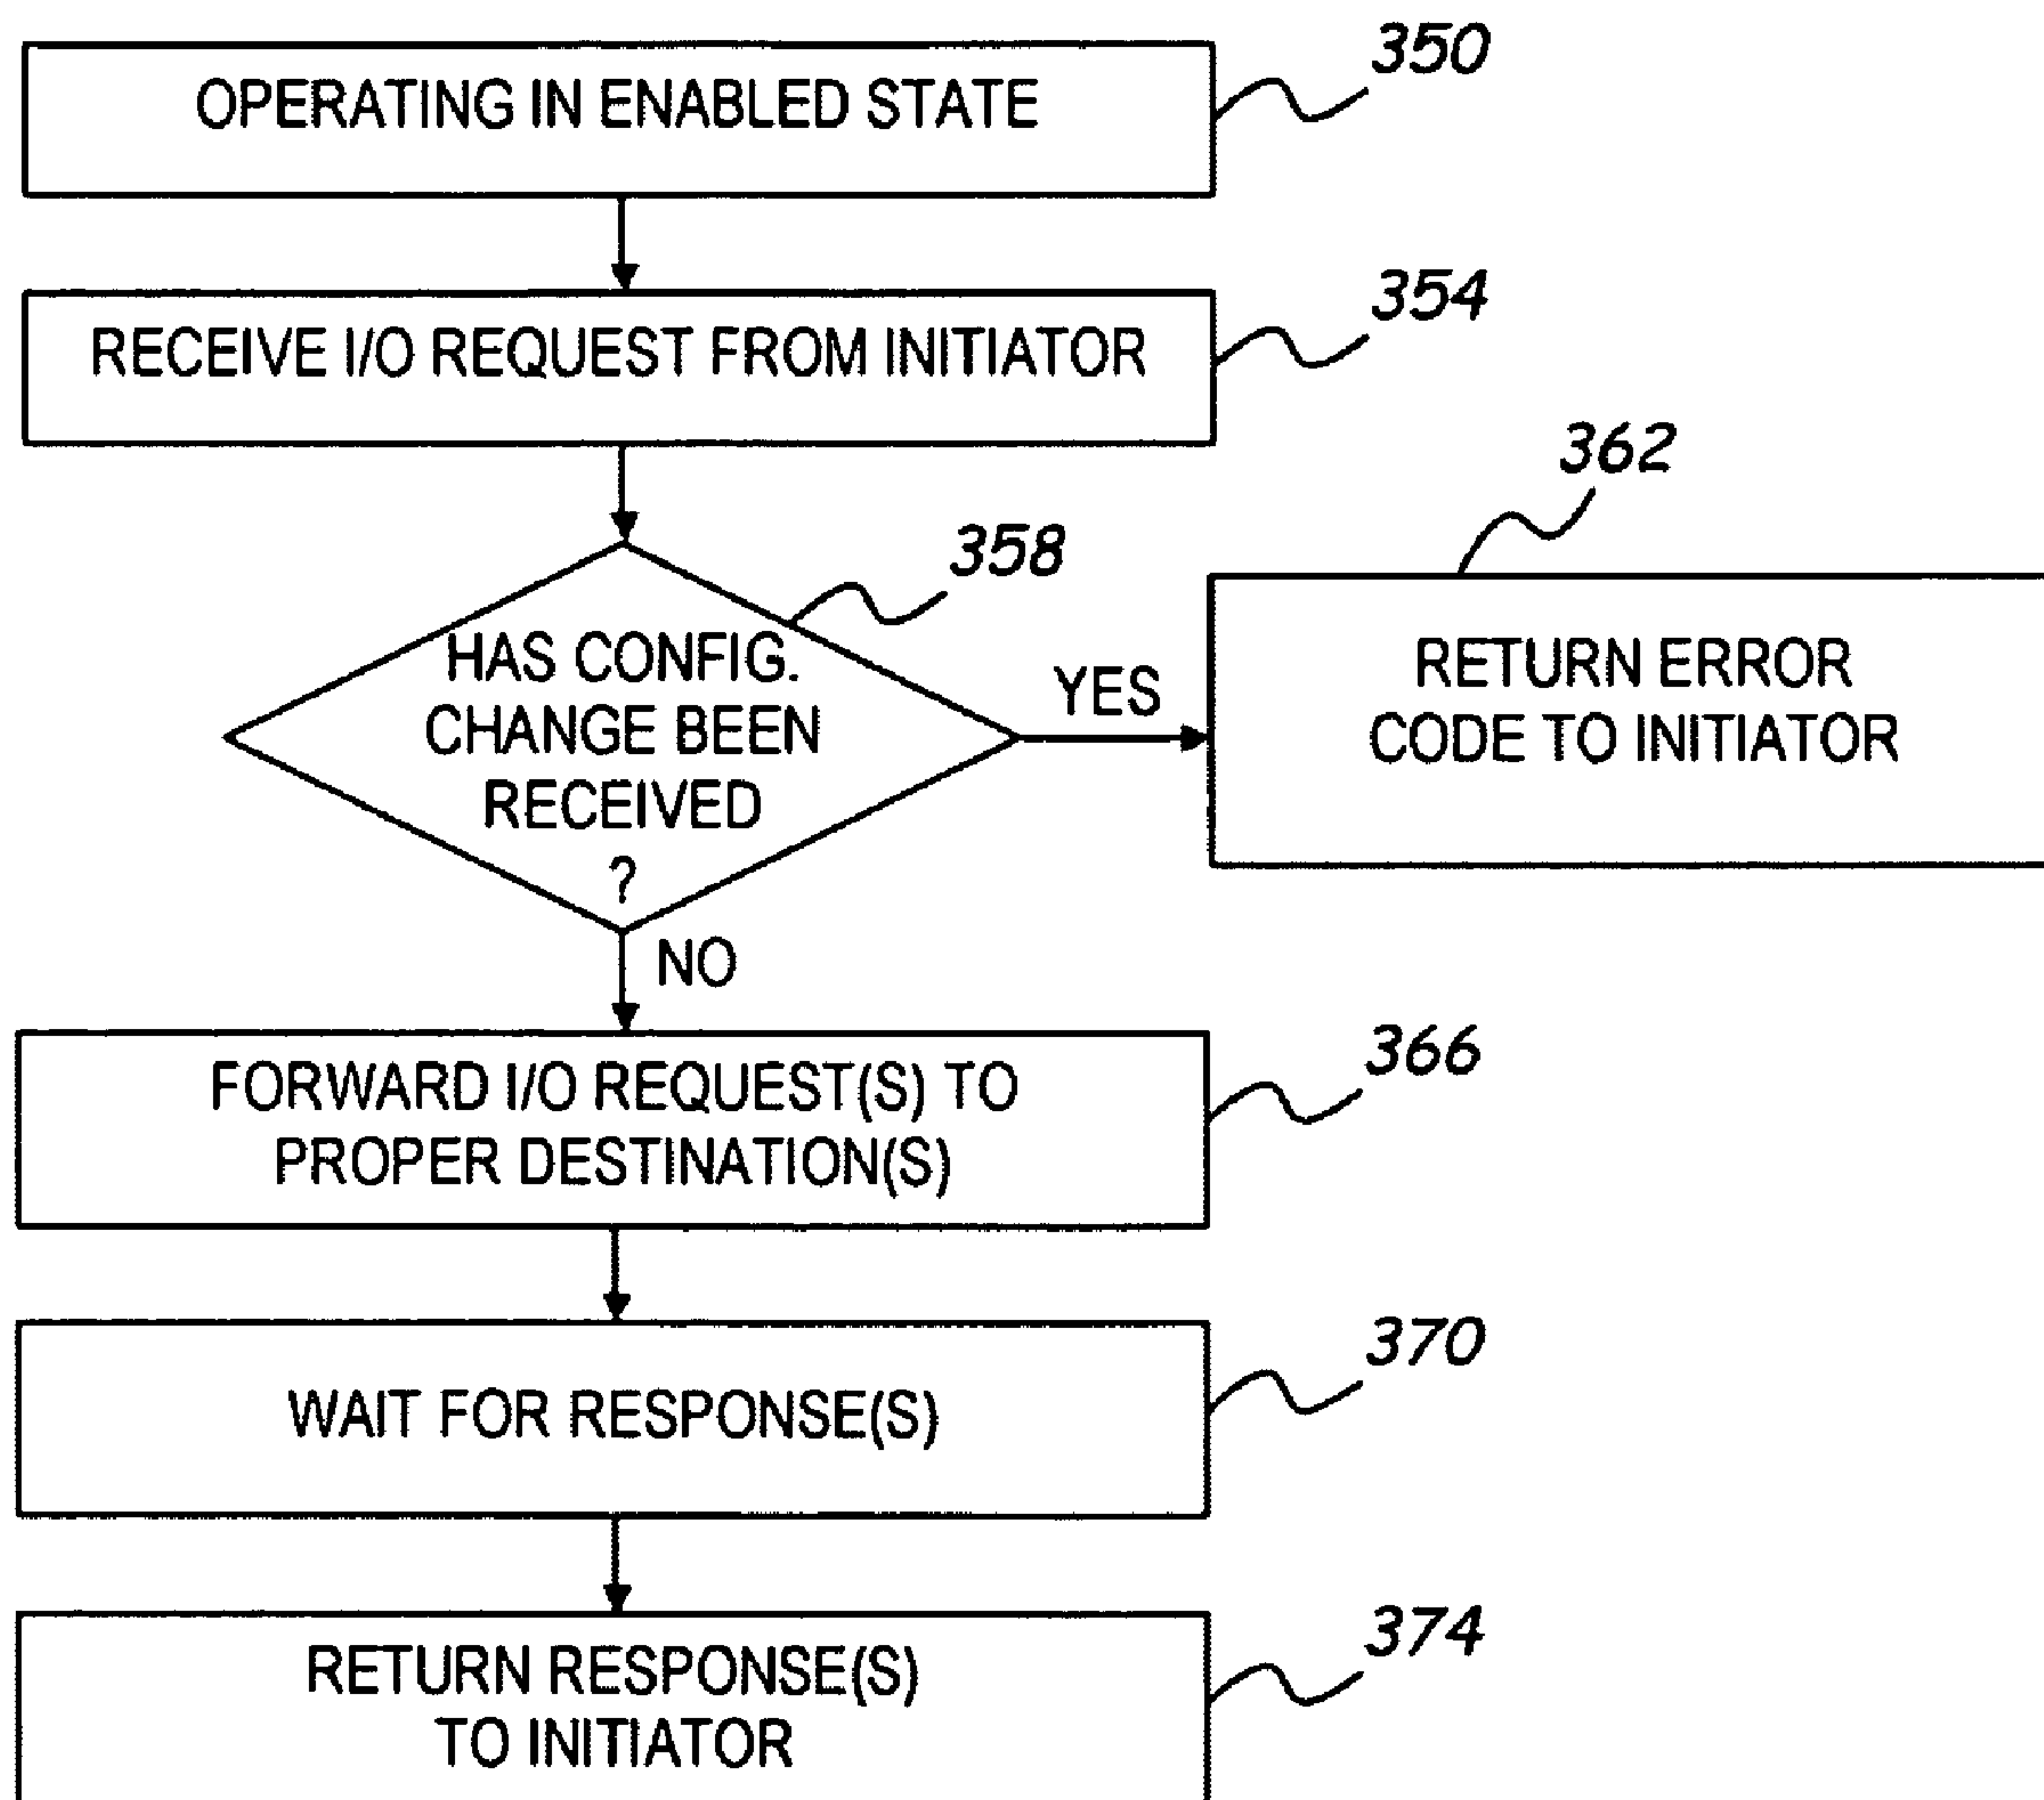 350
OPERATING IN ENABLED STATE
354
RECEIVE I/O REQUEST FROM INITIATOR
362
358
HAS CONFIG.
CHANGE BEEN
RECEIVED
?
YES
RETURN ERROR
CODE TO INITIATOR
NO
366
FORWARD I/O REQUEST(S) TO
PROPER DESTINATION(S)
370
WAIT FOR RESPONSE(S)
374
RETURN RESPONSE(S)
TO INITIATOR